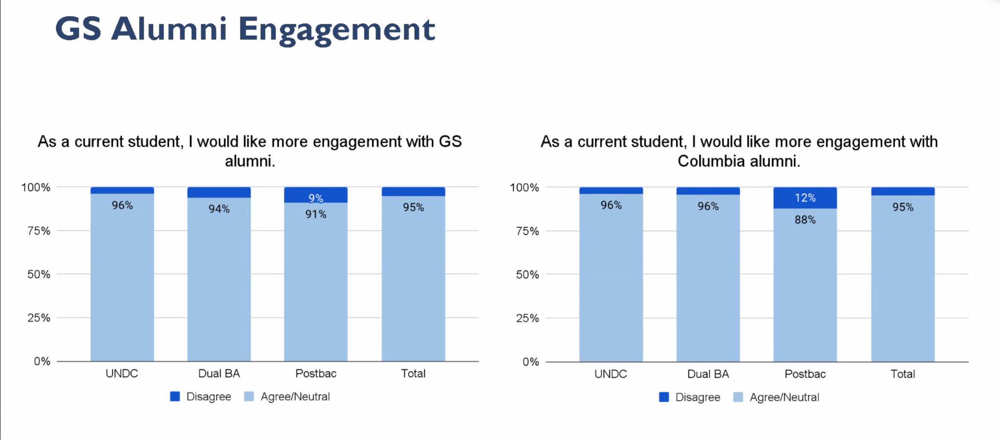 GS Alumni Engagement
As a current student, I would like more engagement with GS
alumni.
100%
75%
50%
25%
0%
96%
94%
9%
91%
95%
UNDC
Dual BA
Postbac
Total
Disagree
Agree/Neutral
As a current student, I would like more engagement with
Columbia alumni.
100%
75%
50%
25%
0%
96%
96%
12%
88%
95%
UNDC
Dual BA
Postbac
Total
Disagree
Agree/Neutral